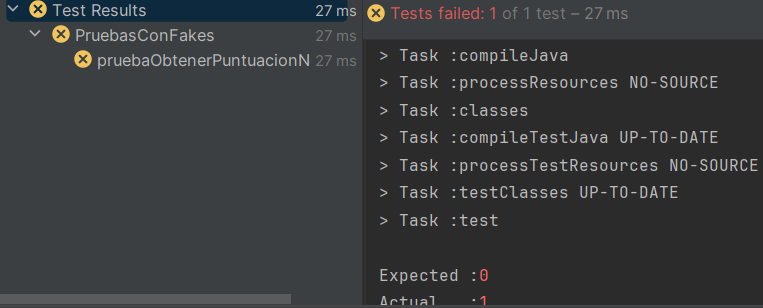 Test Results 27 ms
PruebasConFakes 27 ms
pruebaObtenerPuntuacionN 27 ms
Tests failed: 1 of 1 test – 27 ms
> Task :compileJava
> Task :processResources NO-SOURCE
> Task :classes
> Task :compileTestJava UP-TO-DATE
> Task :processTestResources NO-SOURCE
> Task :testClasses UP-TO-DATE
> Task :test
Expected :0
Actual :1